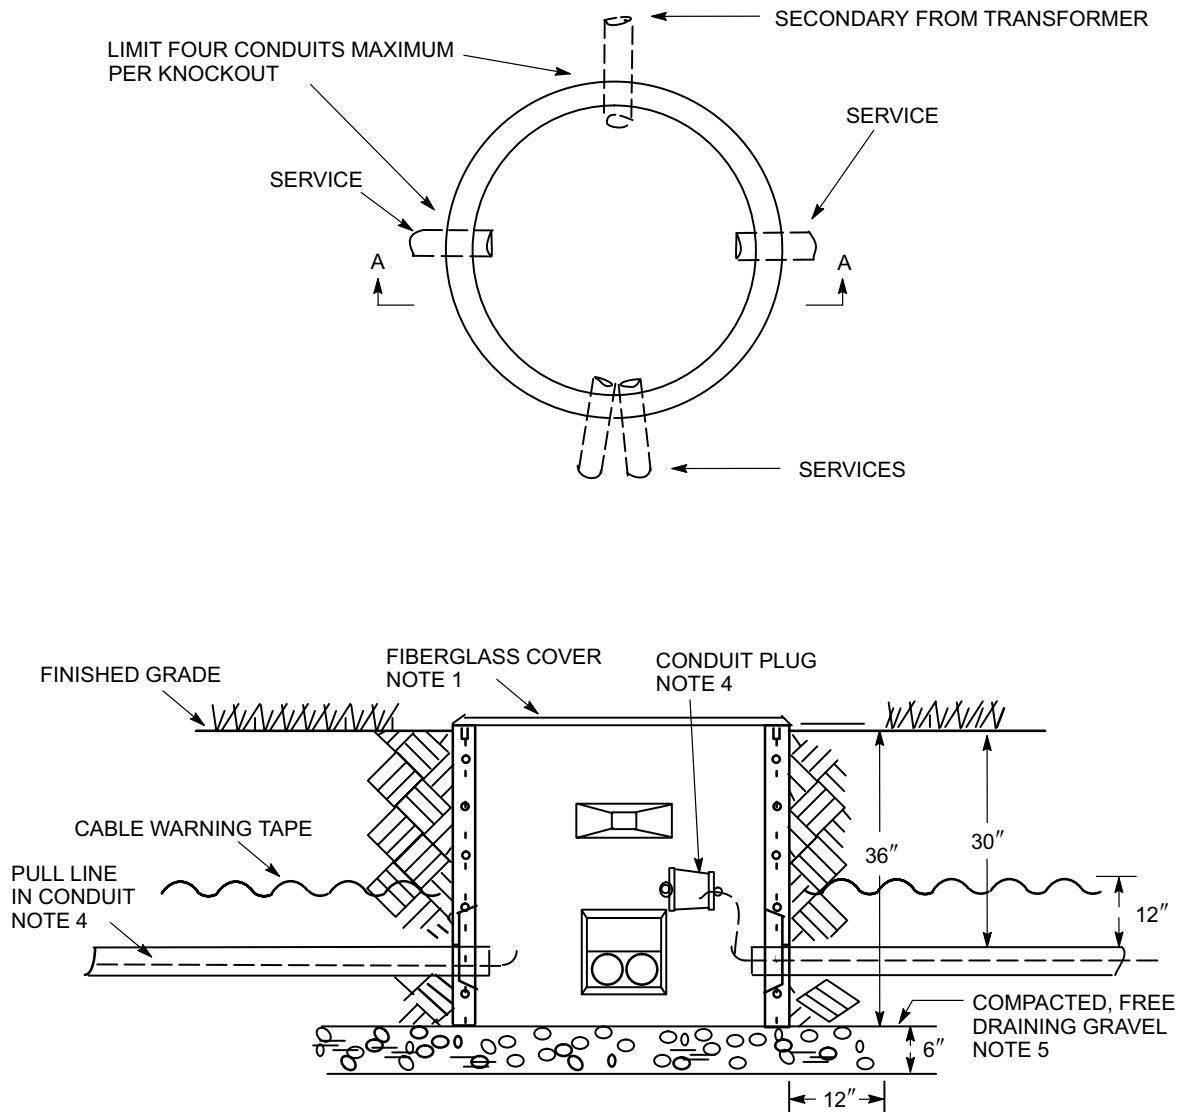 SECONDARY FROM TRANSFORMER
LIMIT FOUR CONDUITS MAXIMUM
PER KNOCKOUT
SERVICE
SERVICE
A
A
SERVICES
FINISHED GRADE
FIBERGLASS COVER
NOTE 1
CONDUIT PLUG
NOTE 4
CABLE WARNING TAPE
PULL LINE
IN CONDUIT
NOTE 4
36″
30″
12″
COMPACTED, FREE
DRAINING GRAVEL
NOTE 5
6″
12″